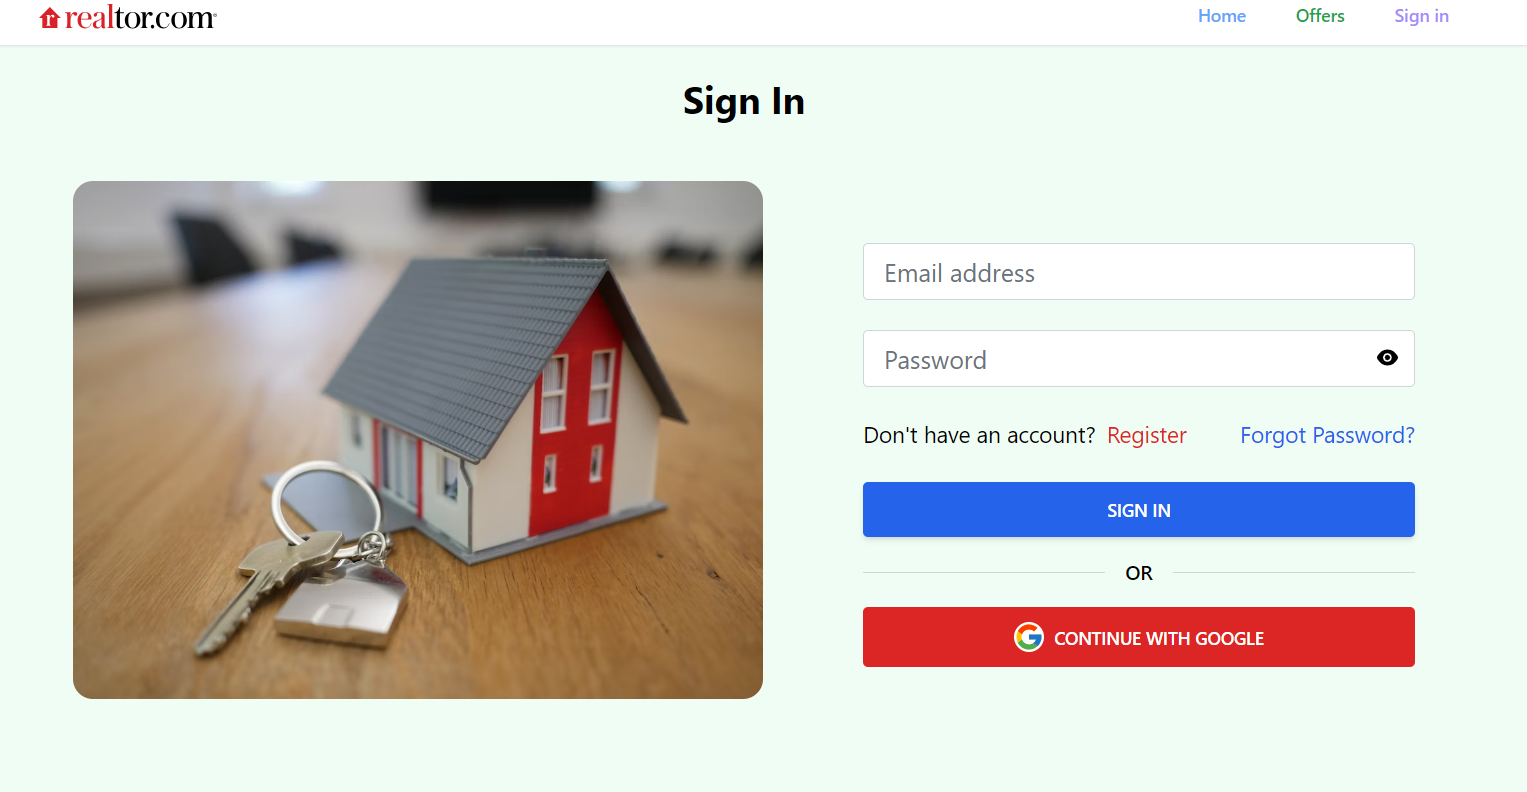 realtor.com
Home Offers Sign in
Sign In
Email address
Password
Don't have an account? Register Forgot Password?
SIGN IN
OR
CONTINUE WITH GOOGLE